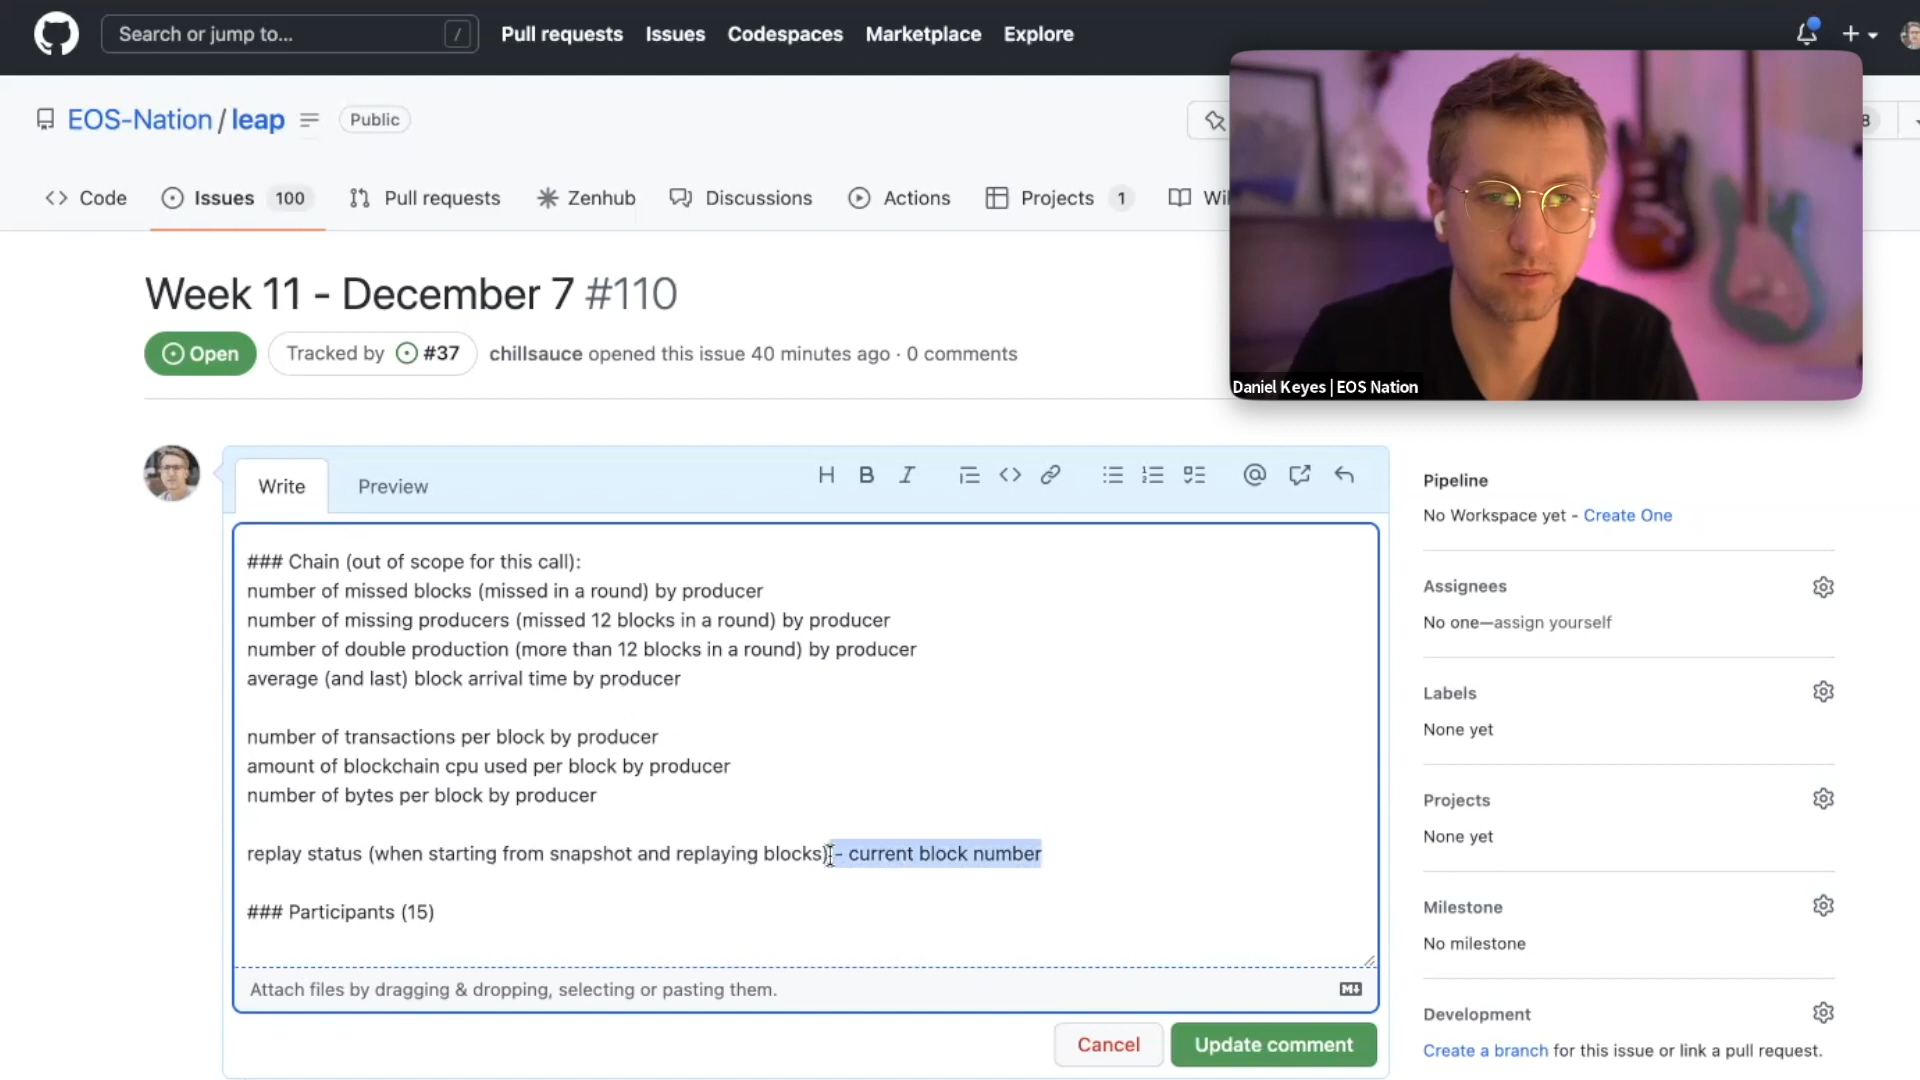 Search or jump to... /
Pull requests Issues Codespaces Marketplace Explore
EOS-Nation / leap Public
8
Code Issues 100 Pull requests Zenhub Discussions Actions Projects 1
Week 11 - December 7 #110
Open Tracked by #37 chillsauce opened this issue 40 minutes ago · 0 comments
Daniel Keyes | EOS Nation
Write Preview
### Chain (out of scope for this call):
number of missed blocks (missed in a round) by producer
number of missing producers (missed 12 blocks in a round) by producer
number of double production (more than 12 blocks in a round) by producer
average (and last) block arrival time by producer
number of transactions per block by producer
amount of blockchain cpu used per block by producer
number of bytes per block by producer
replay status (when starting from snapshot and replaying blocks) - current block number
### Participants (15)
Attach files by dragging & dropping, selecting or pasting them.
Cancel Update comment
Pipeline
No Workspace yet - Create One
Assignees
No one—assign yourself
Labels
None yet
Projects
None yet
Milestone
No milestone
Development
Create a branch for this issue or link a pull request.